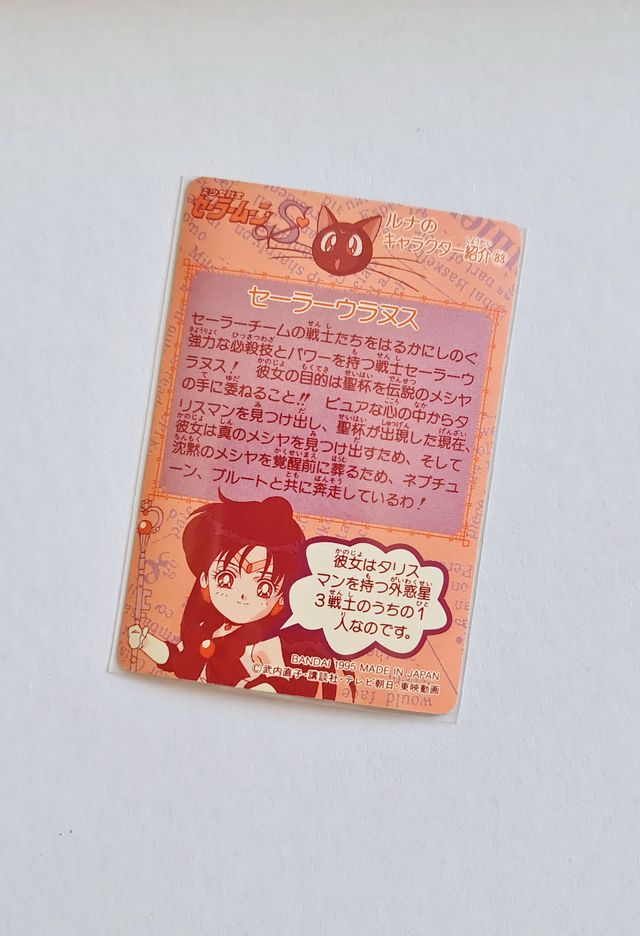 美少女戦士
セーラームーンS
ルナの
キャラクター紹介83
しょうかい
セーラーウラヌス
セーラーチームの戦士たちをはるかにしのぐ
強力な必殺技とパワーを持つ戦士セーラーウ
ラヌス! 彼女の目的は聖杯を伝説のメシヤ
の手に委ねること!! ピュアな心の中からタ
リスマンを見つけ出し、聖杯が出現した現在、
彼女は真のメシヤを見つけ出すため、そして
沈黙のメシヤを覚醒前に葬るため、ネプチュ
ーン、プルートと共に奔走しているわ!
彼女はタリス
マンを持つ外惑星
3戦士のうちの1
人なのです。
BANDAI 1995 MADE IN JAPAN
©武内直子・講談社・テレビ朝日・東映動画